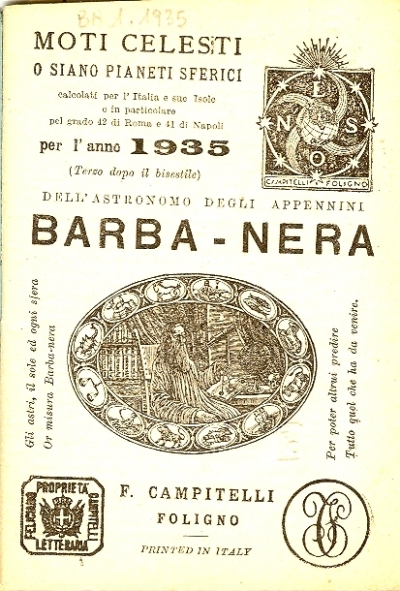 BN 1. 1935
MOTI CELESTI
O SIANO PIANETI SFERICI
calcolati per l'Italia e sue Isole
e in particolare
pel grado 42 di Roma e 41 di Napoli
per l'anno 1935
(Terzo dopo il bisestile)
E
N S
O
CAMPITELLI FOLIGNO
DELL'ASTRONOMO DEGLI APPENNINI
BARBA - NERA
Gli astri, il sole ed ogni sfera
Or misura Barba-nera
Per poter altrui predire
Tutto quel che ha da venire.
FELICIANO CAMPITELLI
PROPRIETÀ
LETTERARIA
F. CAMPITELLI
FOLIGNO
PRINTED IN ITALY